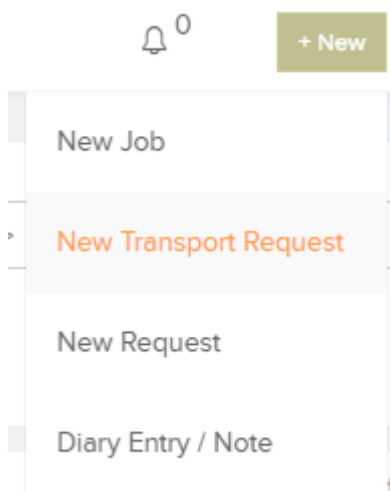 0
+ New
New Job
New Transport Request
New Request
Diary Entry / Note